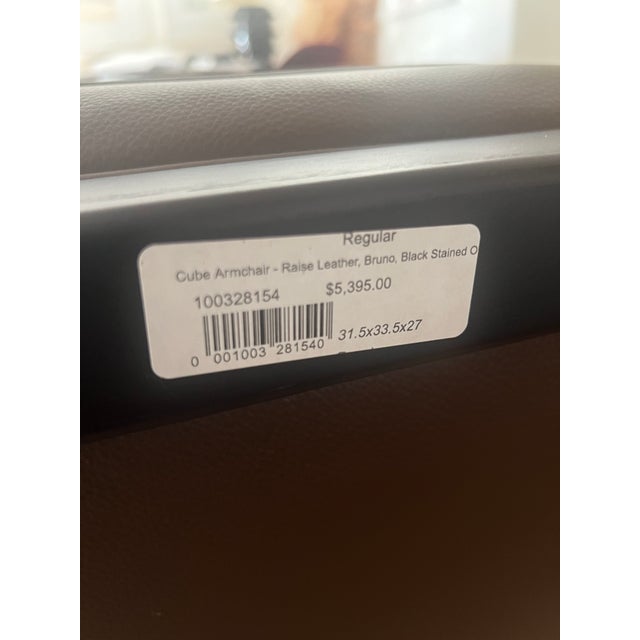 Regular
Cube Armchair - Raise Leather, Bruno, Black Stained O
100328154 $5,395.00
0 001003 281540
31.5x33.5x27